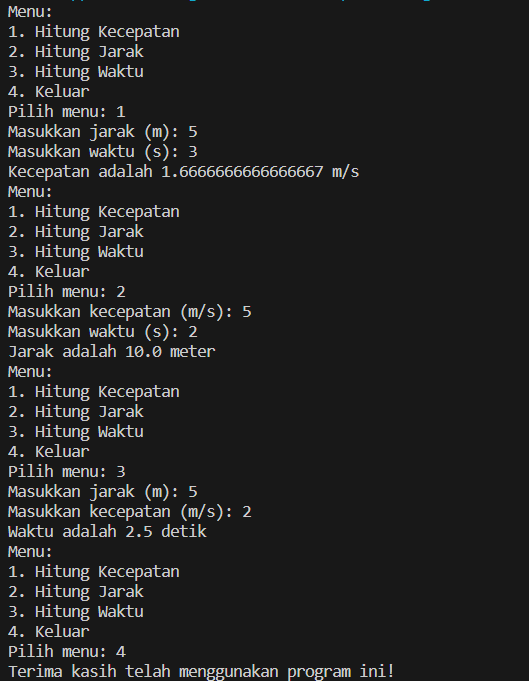 Menu:
1. Hitung Kecepatan
2. Hitung Jarak
3. Hitung Waktu
4. Keluar
Pilih menu: 1
Masukkan jarak (m): 5
Masukkan waktu (s): 3
Kecepatan adalah 1.6666666666666667 m/s
Menu:
1. Hitung Kecepatan
2. Hitung Jarak
3. Hitung Waktu
4. Keluar
Pilih menu: 2
Masukkan kecepatan (m/s): 5
Masukkan waktu (s): 2
Jarak adalah 10.0 meter
Menu:
1. Hitung Kecepatan
2. Hitung Jarak
3. Hitung Waktu
4. Keluar
Pilih menu: 3
Masukkan jarak (m): 5
Masukkan kecepatan (m/s): 2
Waktu adalah 2.5 detik
Menu:
1. Hitung Kecepatan
2. Hitung Jarak
3. Hitung Waktu
4. Keluar
Pilih menu: 4
Terima kasih telah menggunakan program ini!